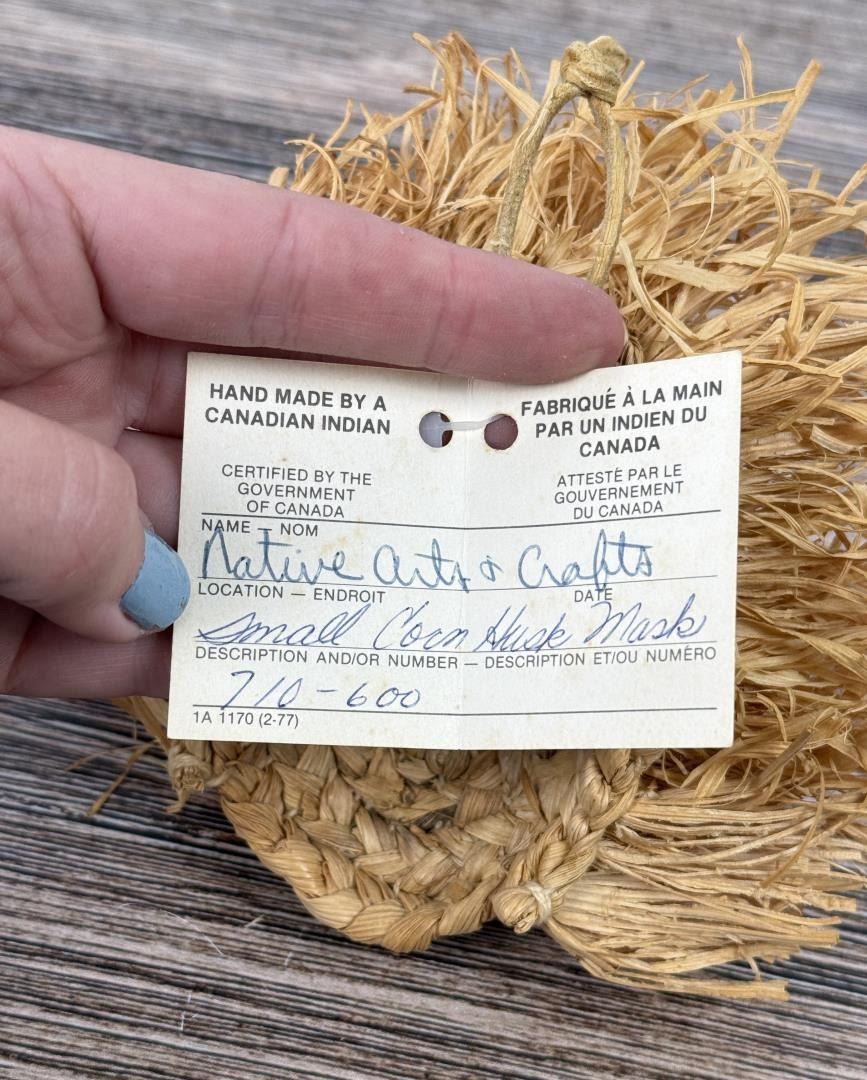 HAND MADE BY A
CANADIAN INDIAN
CERTIFIED BY THE
GOVERNMENT
OF CANADA
FABRIQUÉ À LA MAIN
PAR UN INDIEN DU
CANADA
ATTESTÉ PAR LE
GOUVERNEMENT
DU CANADA
NAME – NOM
Native Arts & Crafts
LOCATION — ENDROIT DATE
Small Corn Husk Mask
DESCRIPTION AND/OR NUMBER — DESCRIPTION ET/OU NUMÉRO
710-600
1A 1170 (2-77)